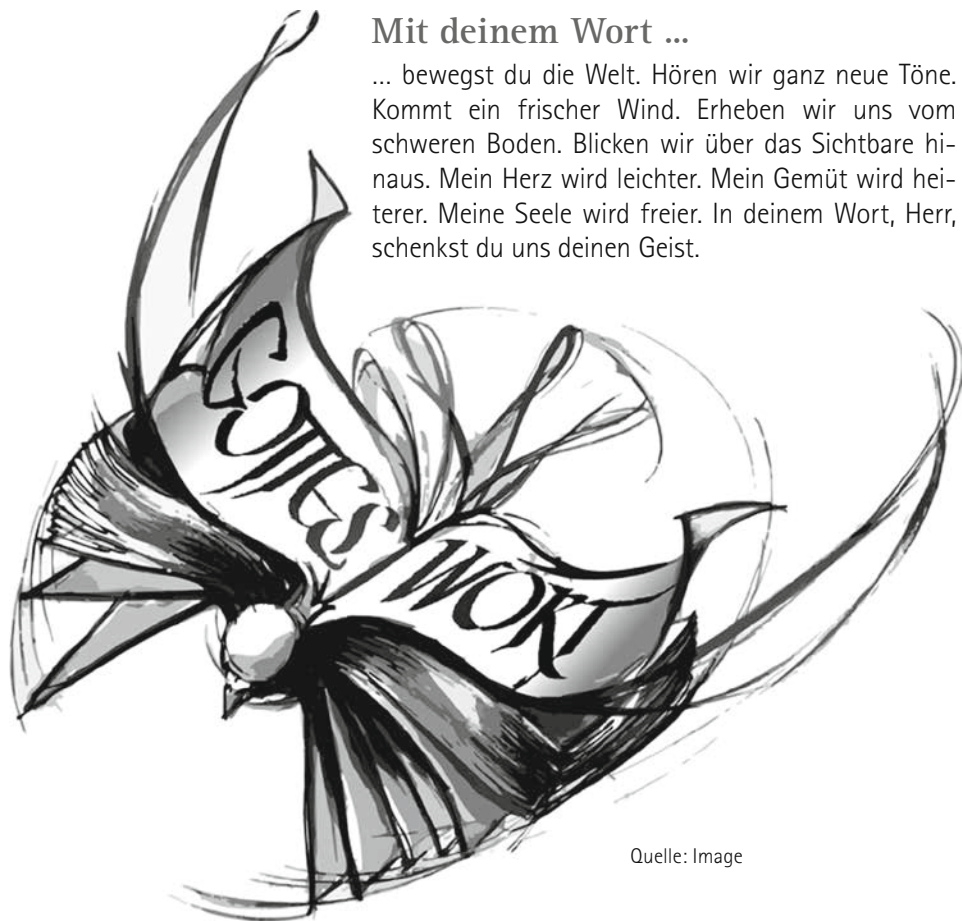 Mit deinem Wort ...
... bewegst du die Welt. Hören wir ganz neue Töne.
Kommt ein frischer Wind. Erheben wir uns vom
schweren Boden. Blicken wir über das Sichtbare hi-
naus. Mein Herz wird leichter. Mein Gemüt wird hei-
terer. Meine Seele wird freier. In deinem Wort, Herr,
schenkst du uns deinen Geist.
GOTTES
WORT
Quelle: Image